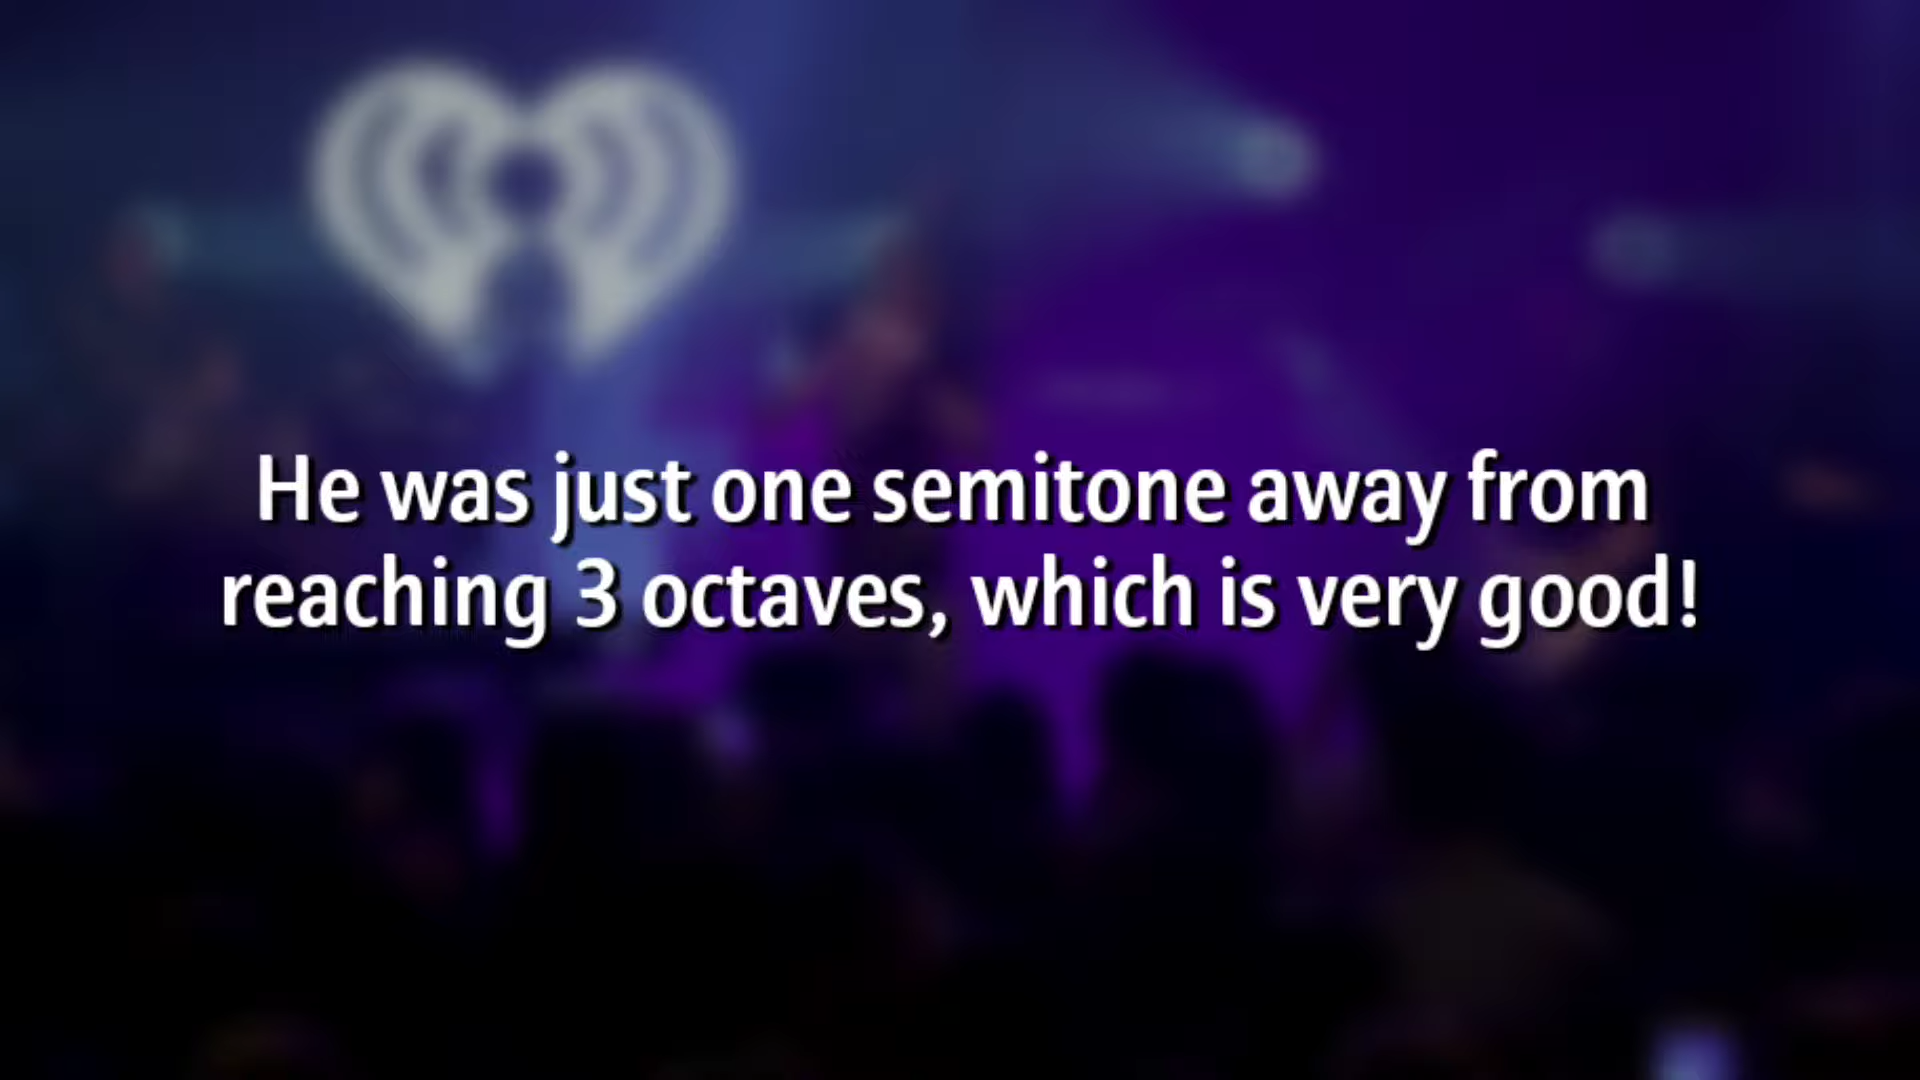 He was just one semitone away from
reaching 3 octaves, which is very good!